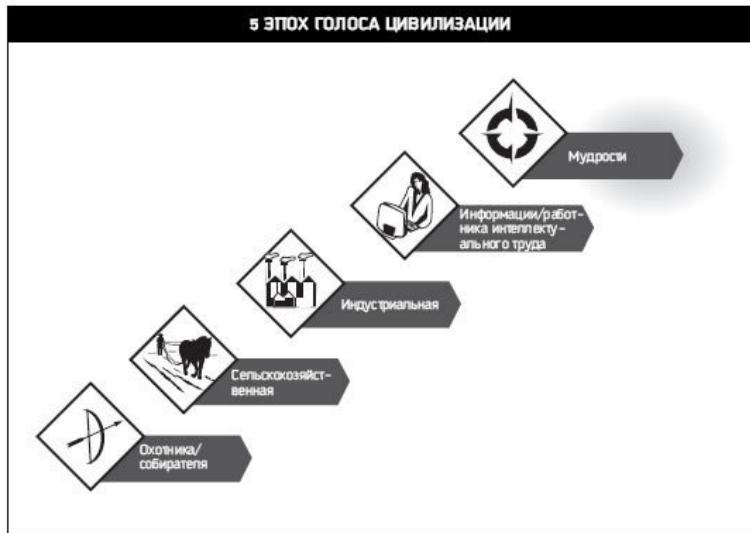 5 ЭПОХ ГОЛОСА ЦИВИЛИЗАЦИИ
Мудрости
Информации/работ-
ника интеллекту-
ального труда
Индустриальная
Сельскохозяйст-
венная
Охотника/
собирателя